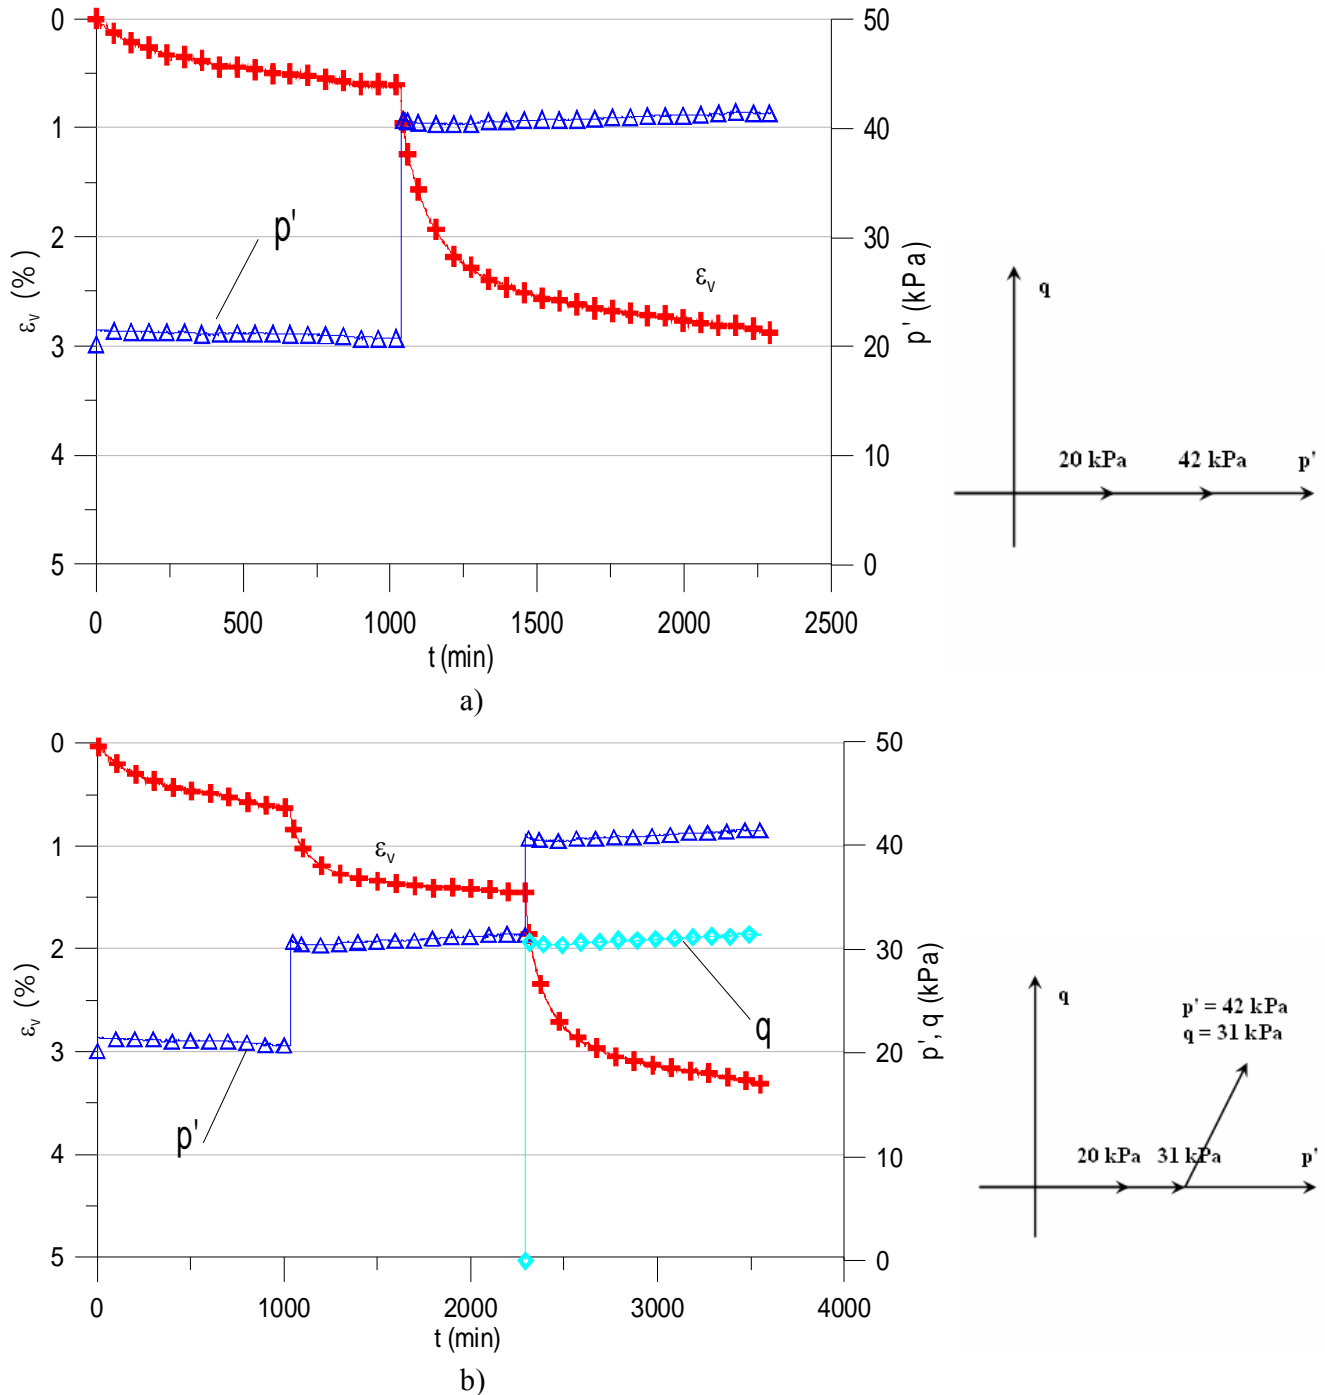 0
1
2
3
4
5
εv (%)
50
40
30
20
10
0
p' (kPa)
p'
εv
0
500
1000
1500
2000
2500
t (min)
q
20 kPa
42 kPa
p'
a)
0
1
2
3
4
5
εv (%)
50
40
30
20
10
0
p', q (kPa)
εv
q
p'
0
1000
2000
3000
4000
t (min)
q
p' = 42 kPa
q = 31 kPa
20 kPa
31 kPa
p'
b)